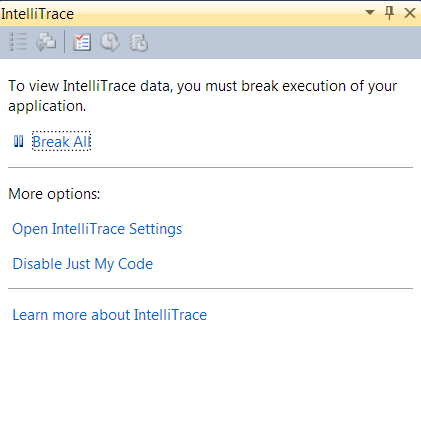 IntelliTrace
To view IntelliTrace data, you must break execution of your
application.
Break All
More options:
Open IntelliTrace Settings
Disable Just My Code
Learn more about IntelliTrace